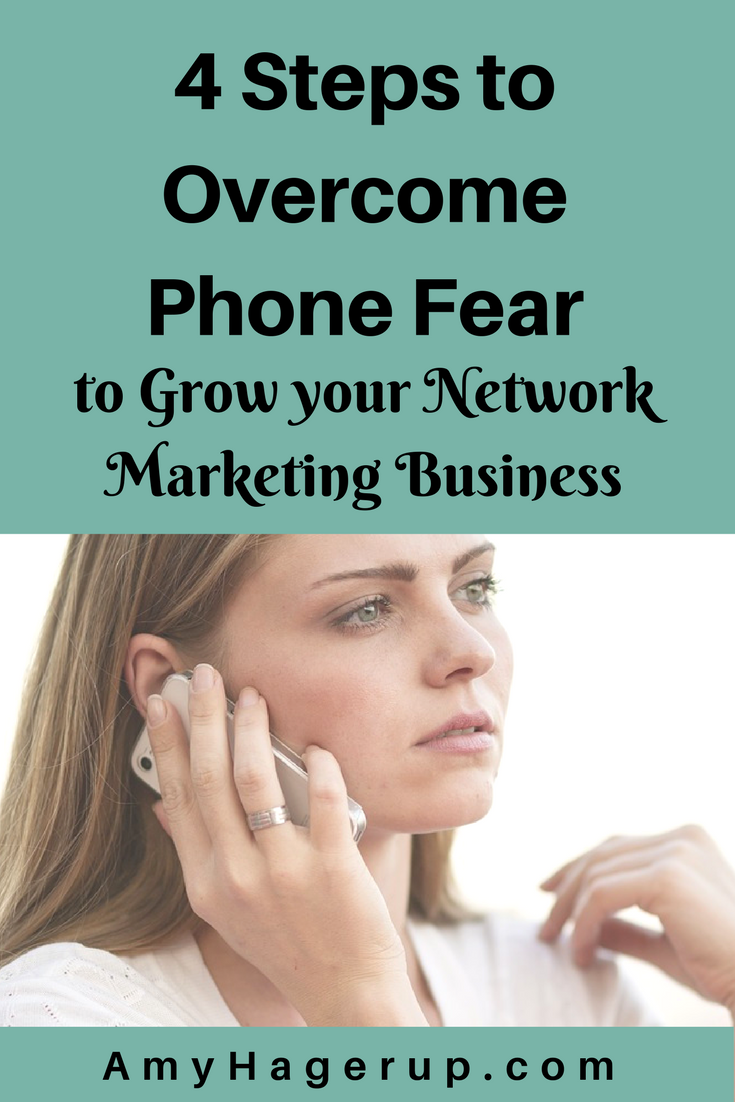 4 Steps to
Overcome
Phone Fear
to Grow your Network
Marketing Business
AmyHagerup.com